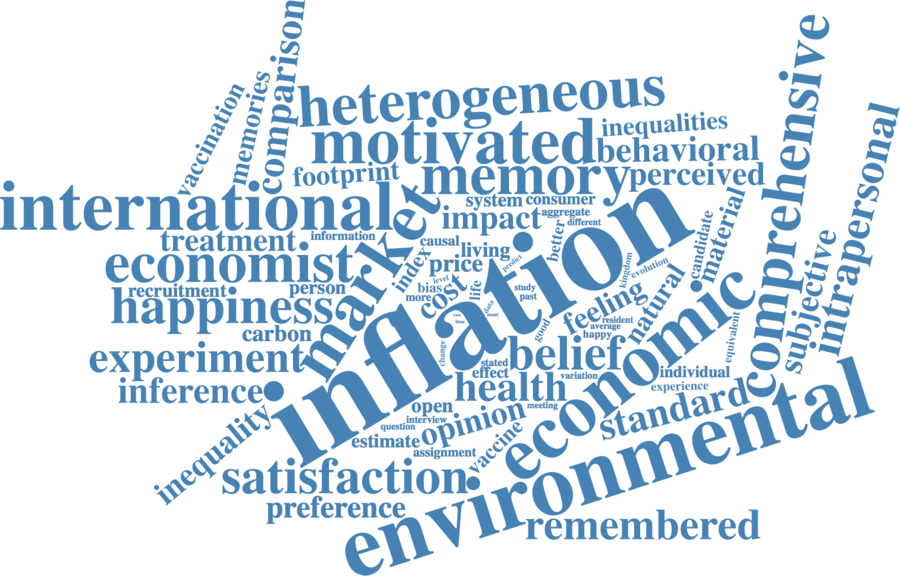 comparison
memories
vaccination
heterogeneous
comprehensive
motivated
inequalities
behavioral
footprint
memory
perceived
intrapersonal
international
system
consumer
impact
aggregate
different
market
treatment
information
causal
living
better
candidate
material
economist
index
price
predict
kingdom
evolution
subjective
level
bias
more
cost
life
study
past
recruitment
person
happiness
inflation
feeling
natural
data
good
resident
average
happy
carbon
change
experiment
stated
effect
belief
variation
equivalent
individual
experience
economic
inference
health
open
meeting
interview
opinion
standard
question
inequality
estimate
assignment
vaccine
environmental
satisfaction
preference
remembered